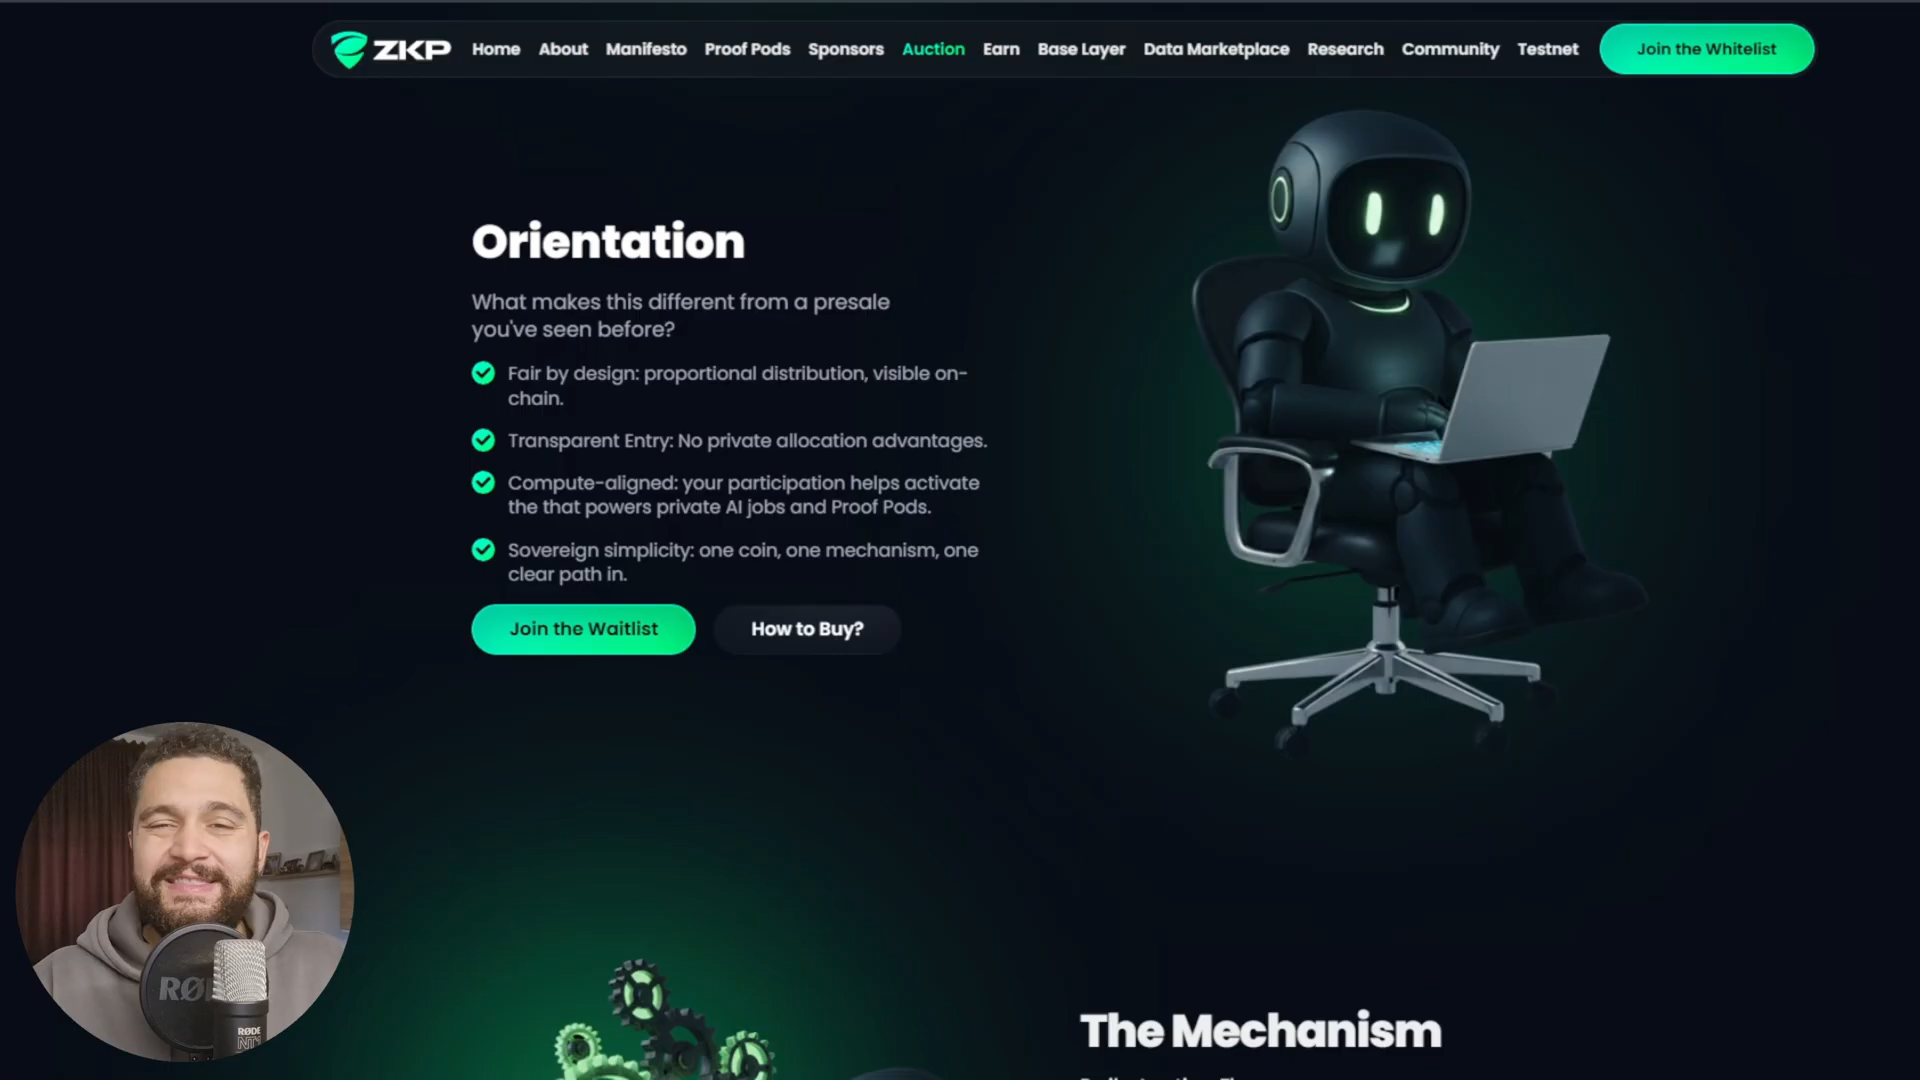 ZKP Home About Manifesto Proof Pods Sponsors Auction Earn Base Layer Data Marketplace Research Community Testnet Join the Whitelist
Orientation
What makes this different from a presale
you've seen before?
Fair by design: proportional distribution, visible on-
chain.
Transparent Entry: No private allocation advantages.
Compute-aligned: your participation helps activate
the that powers private AI jobs and Proof Pods.
Sovereign simplicity: one coin, one mechanism, one
clear path in.
Join the Waitlist How to Buy?
RØDE
NT1
The Mechanism